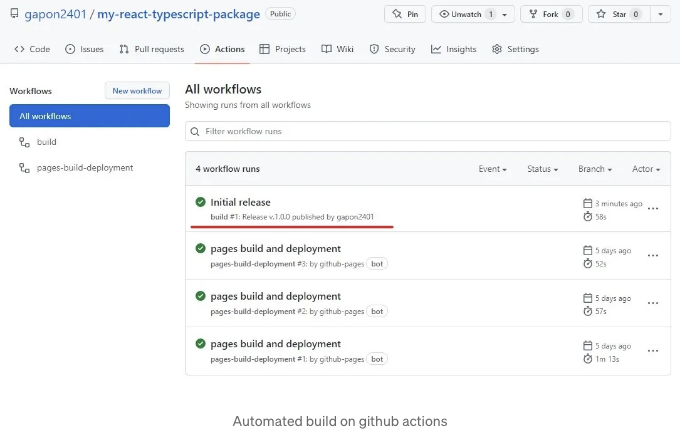 gapon2401 / my-react-typescript-package Public
Pin Unwatch 1 Fork 0 Star 0
Code Issues Pull requests Actions Projects Wiki Security Insights Settings
Workflows New workflow
All workflows
build
pages-build-deployment
All workflows
Showing runs from all workflows
Filter workflow runs
4 workflow runs Event Status Branch Actor
Initial release 3 minutes ago
build #1: Release v.1.0.0 published by gapon2401 58s
pages build and deployment 5 days ago
pages-build-deployment #3: by github-pages bot 52s
pages build and deployment 5 days ago
pages-build-deployment #2: by github-pages bot 57s
pages build and deployment 5 days ago
pages-build-deployment #1: by github-pages bot 1m 13s
Automated build on github actions